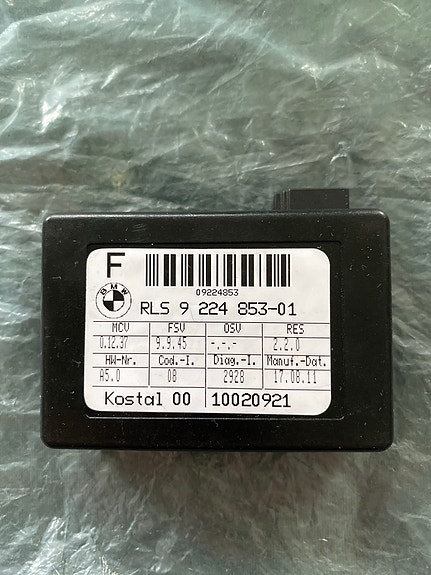 F
09224853
BMW
RLS 9 224 853-01
MCV FSV OSV RES
0.12.37 9.9.45 -.-.- 2.2.0
HW-Nr. Cod.-I. Diag.-I. Manuf.-Dat.
A5.0 08 2928 17.08.11
Kostal 00 10020921